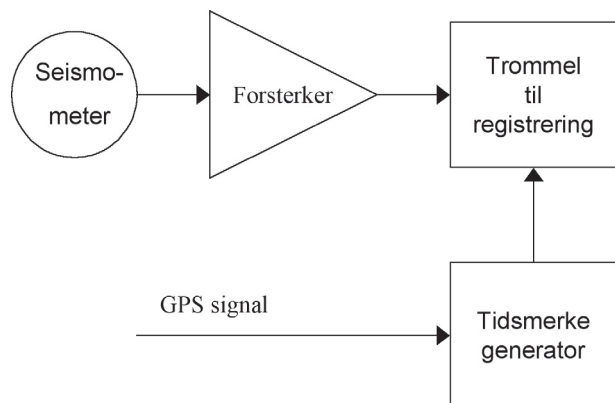 Seismo-
meter
Forsterker
Trommel
til
registrering
GPS signal
Tidsmerke
generator